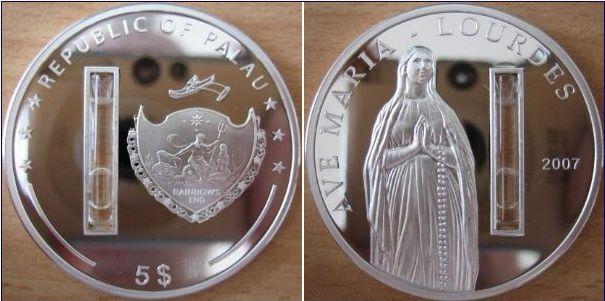 REPUBLIC OF PALAU
RAINBOW'S
END
5$
AVE MARIA - LOURDES
2007